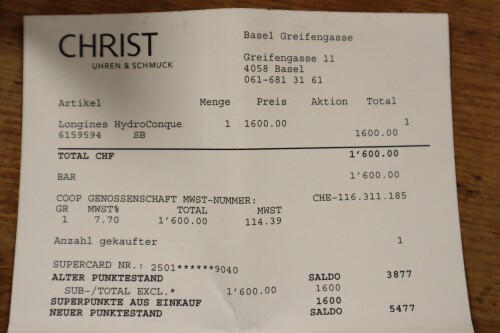 CHRIST
UHREN & SCHMUCK
Basel Greifengasse
Greifengasse 11
4058 Basel
061-681 31 61
Artikel Menge Preis Aktion Total
Longines HydroConque 1 1600.00 1
6159594 SB 1600.00
TOTAL CHF 1'600.00
BAR 1'600.00
COOP GENOSSENSCHAFT MWST-NUMMER: CHE-116.311.185
GR MWST% TOTAL MWST
1 7.70 1'600.00 114.39
Anzahl gekaufter 1
SUPERCARD NR.: 2501******9040
ALTER PUNKTESTAND SALDO 3877
SUB-/TOTAL EXCL.* 1'600.00 1600
SUPERPUNKTE AUS EINKAUF 1600
NEUER PUNKTESTAND SALDO 5477